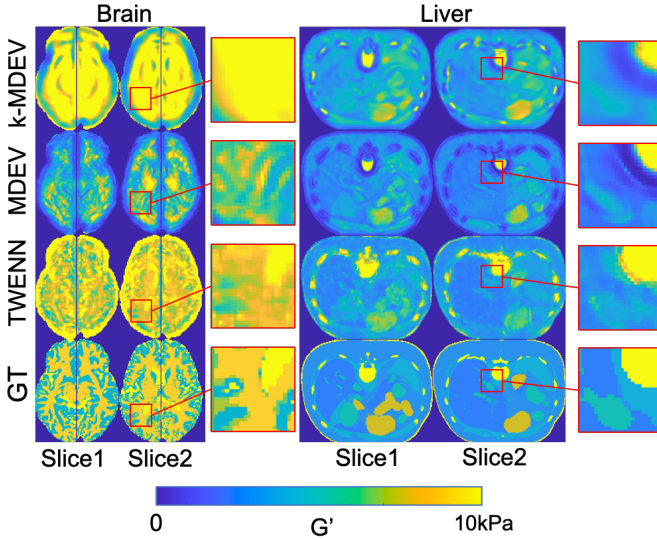 Brain Liver
k-MDEV
MDEV
TWENN
GT
Slice1 Slice2 Slice1 Slice2
0 G' 10kPa